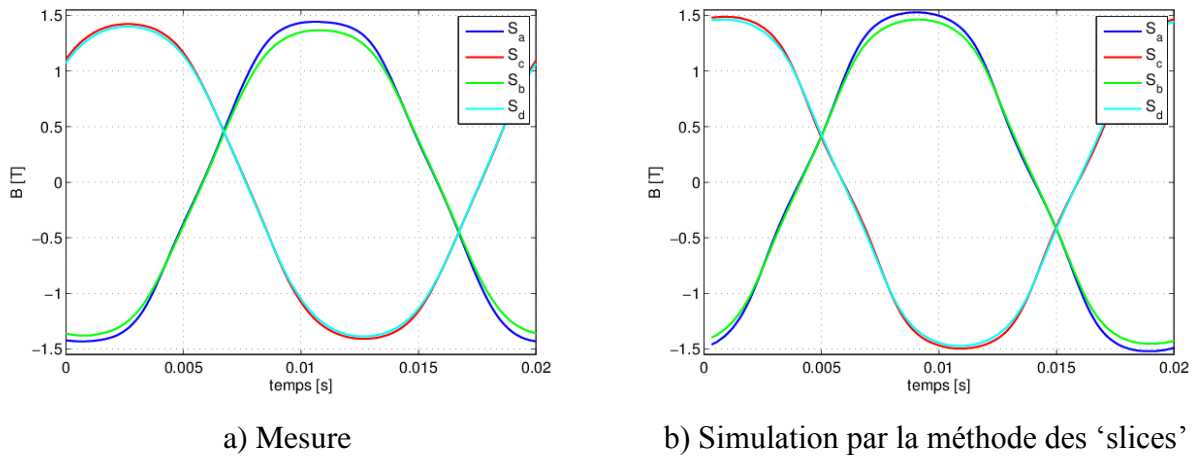 1.5
1
0.5
0
−0.5
−1
−1.5
B [T]
0
0.005
0.01
0.015
0.02
temps [s]
Sa
Sc
Sb
Sd
1.5
1
0.5
0
−0.5
−1
−1.5
B [T]
0
0.005
0.01
0.015
0.02
temps [s]
Sa
Sc
Sb
Sd
a) Mesure
b) Simulation par la méthode des ‘slices’